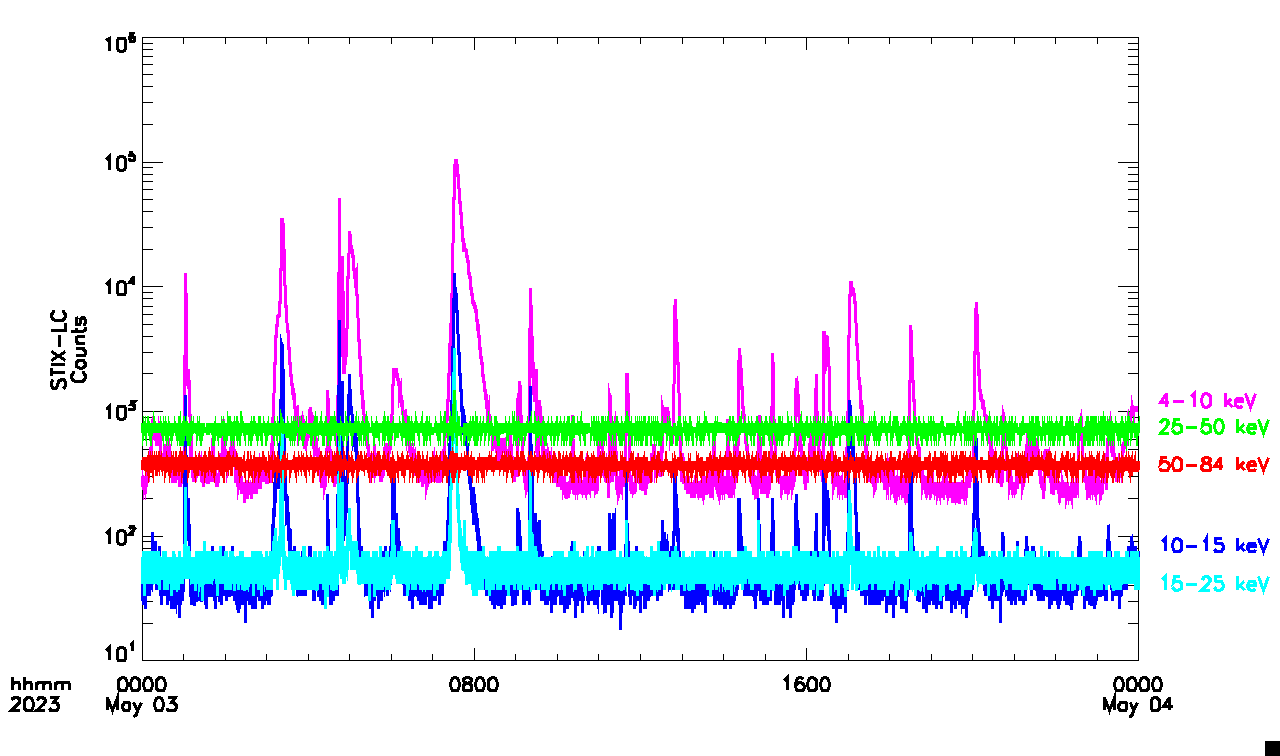 10⁶
10⁵
10⁴
10³
10²
10¹
STIX-LC
Counts
4-10 keV
25-50 keV
50-84 keV
10-15 keV
15-25 keV
hhmm 0000 0800 1600 0000
2023 May 03 May 04